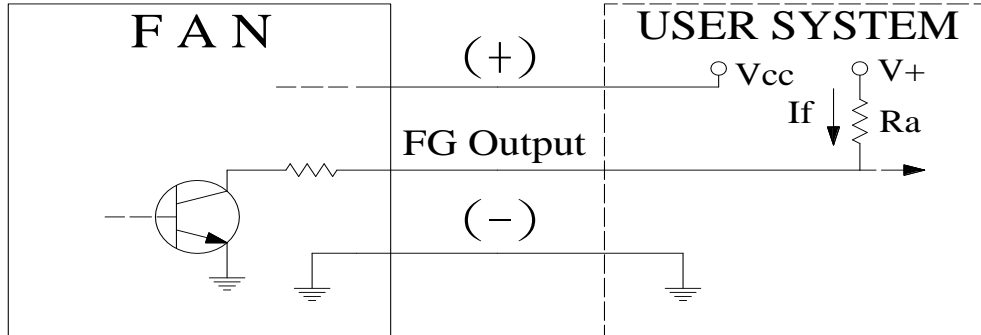 F A N
USER SYSTEM
(+)
Vcc
V+
If
Ra
FG Output
(-)